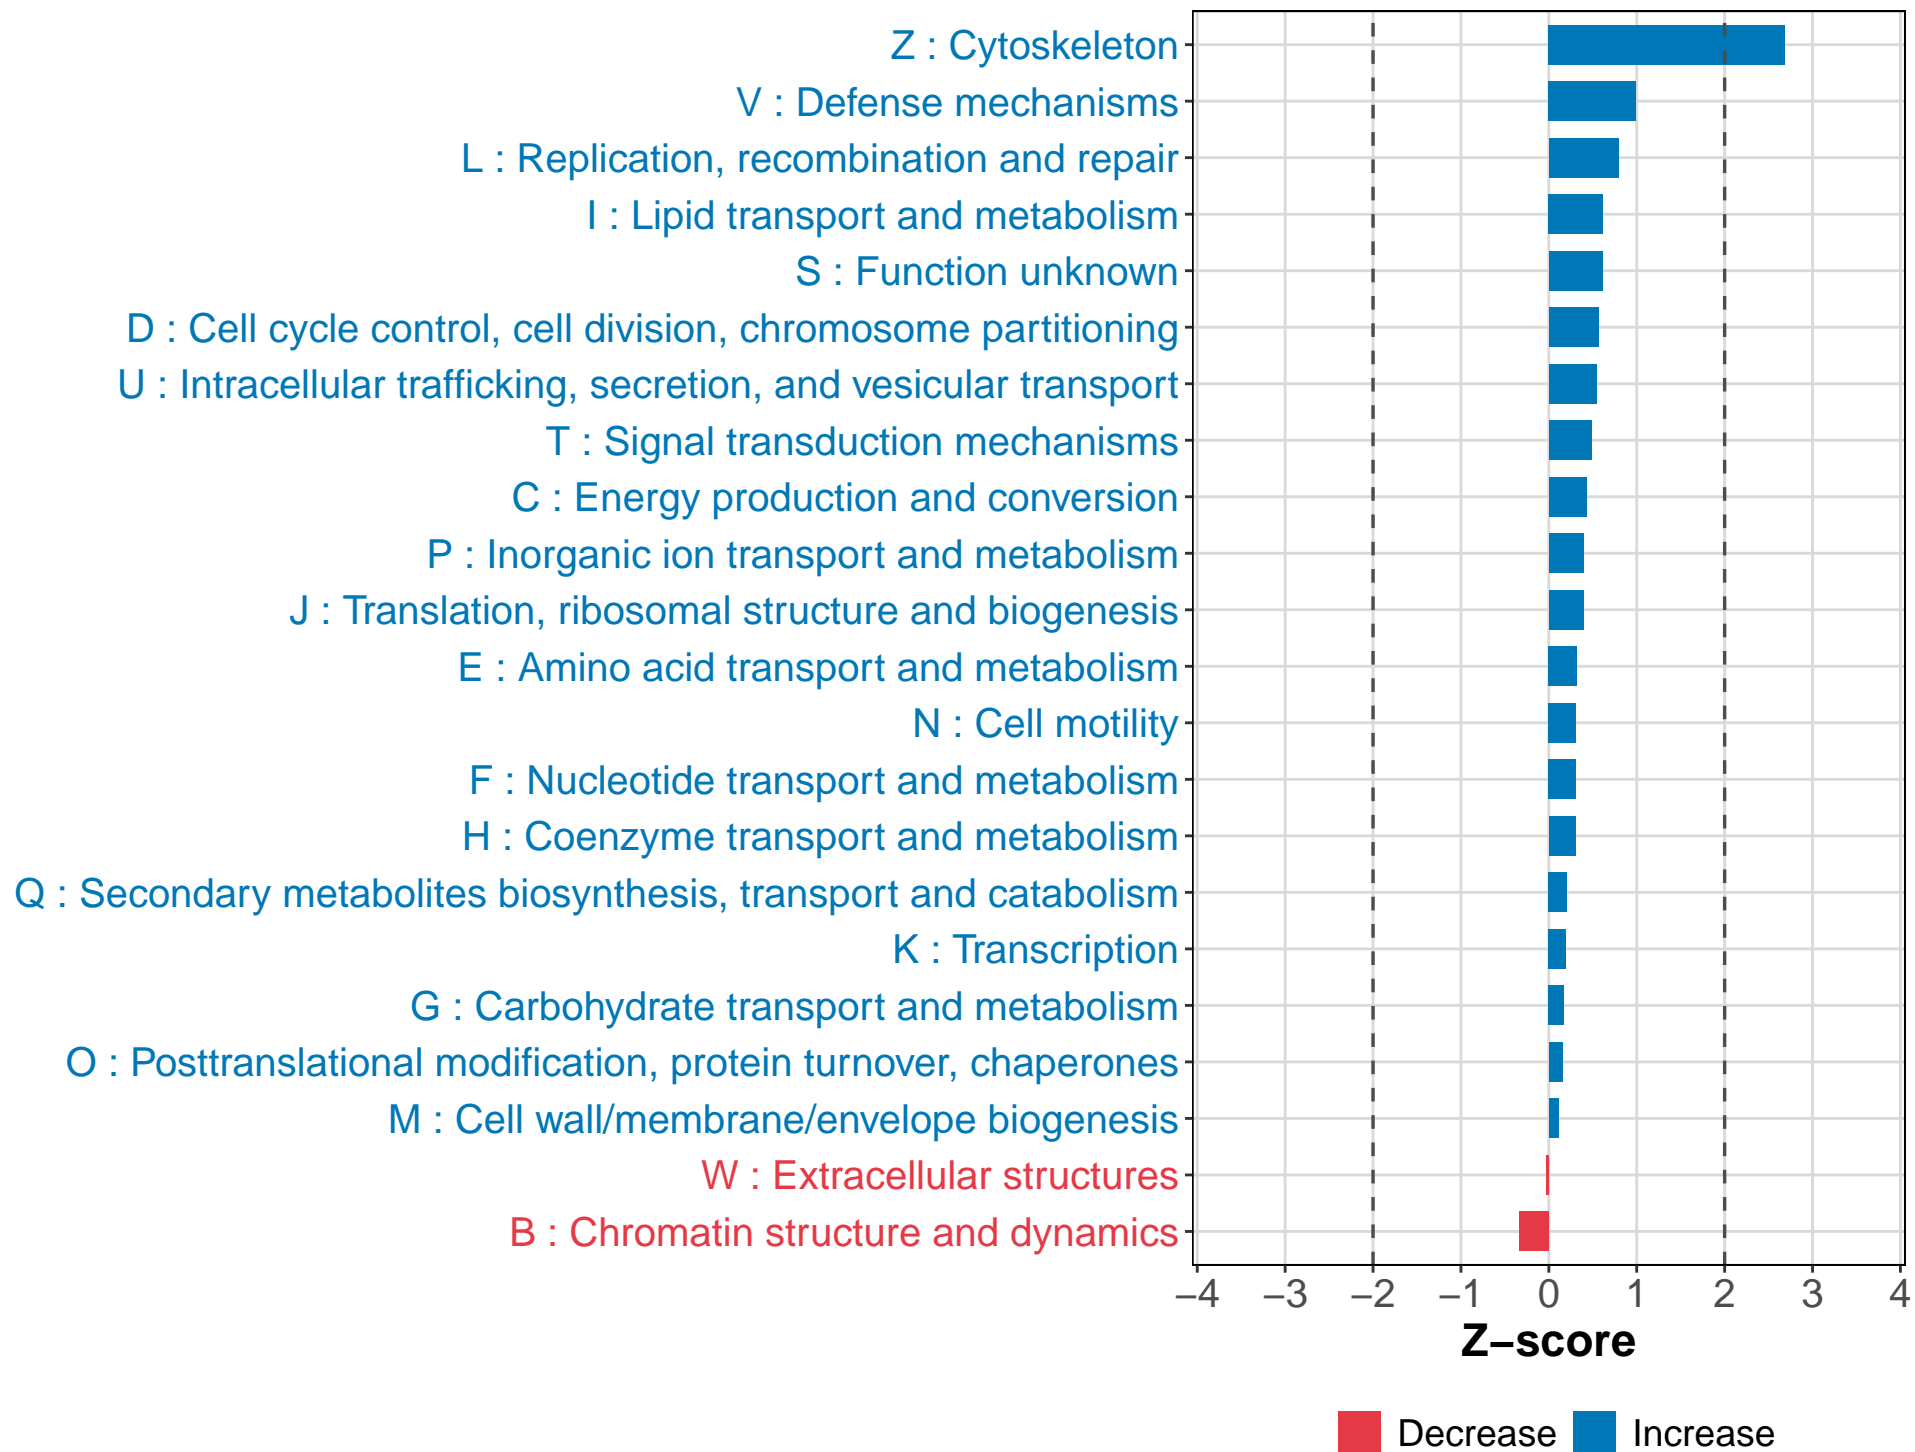 Z : Cytoskeleton
V : Defense mechanisms
L : Replication, recombination and repair
I : Lipid transport and metabolism
S : Function unknown
D : Cell cycle control, cell division, chromosome partitioning
U : Intracellular trafficking, secretion, and vesicular transport
T : Signal transduction mechanisms
C : Energy production and conversion
P : Inorganic ion transport and metabolism
J : Translation, ribosomal structure and biogenesis
E : Amino acid transport and metabolism
N : Cell motility
F : Nucleotide transport and metabolism
H : Coenzyme transport and metabolism
Q : Secondary metabolites biosynthesis, transport and catabolism
K : Transcription
G : Carbohydrate transport and metabolism
O : Posttranslational modification, protein turnover, chaperones
M : Cell wall/membrane/envelope biogenesis
W : Extracellular structures
B : Chromatin structure and dynamics
−4 −3 −2 −1 0 1 2 3 4
Z−score
Decrease Increase